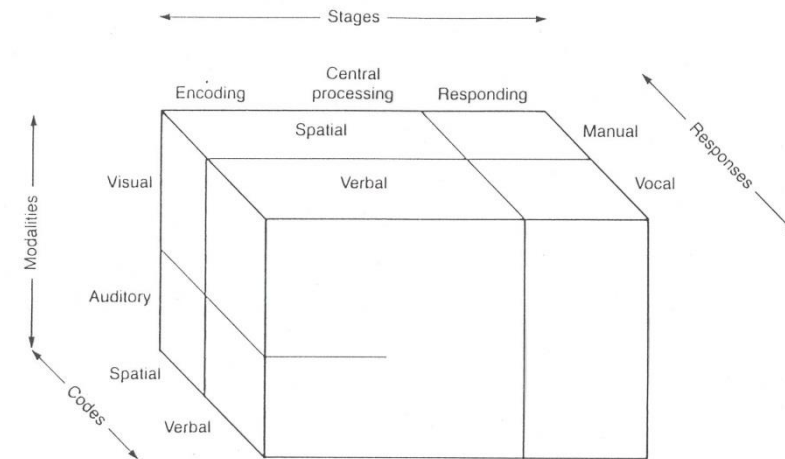 Stages
Central
Encoding processing Responding
Spatial
Manual
Visual
Verbal
Vocal
Responses
Modalities
Auditory
Spatial
Codes
Verbal